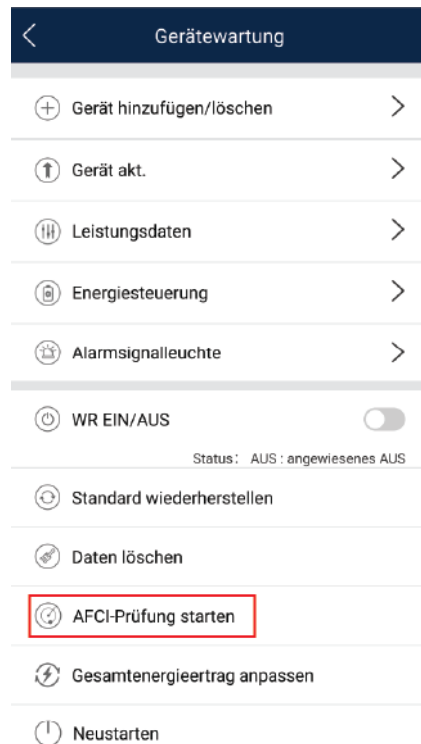 Gerätewartung
Gerät hinzufügen/löschen
Gerät akt.
Leistungsdaten
Energiesteuerung
Alarmsignalleuchte
WR EIN/AUS
Status: AUS : angewiesenes AUS
Standard wiederherstellen
Daten löschen
AFCI-Prüfung starten
Gesamtenergieertrag anpassen
Neustarten